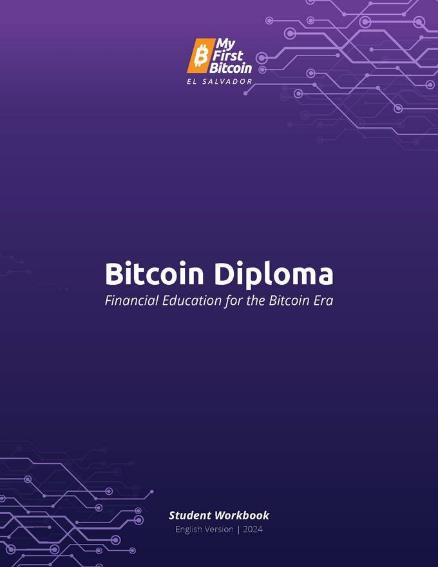 My
First
Bitcoin
EL SALVADOR
Bitcoin Diploma
Financial Education for the Bitcoin Era
Student Workbook
English Version | 2024